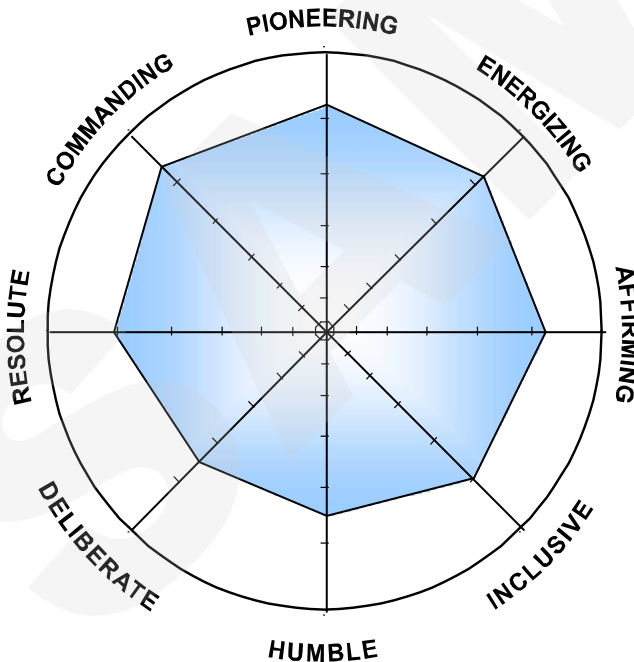 PIONEERING
ENERGIZING
AFFIRMING
INCLUSIVE
HUMBLE
DELIBERATE
RESOLUTE
COMMANDING